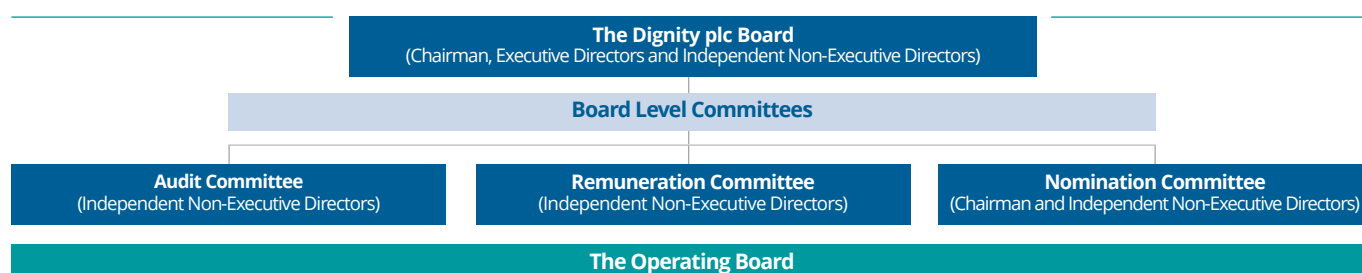 The Dignity plc Board
(Chairman, Executive Directors and Independent Non-Executive Directors)
Board Level Committees
Audit Committee
(Independent Non-Executive Directors)
Remuneration Committee
(Independent Non-Executive Directors)
Nomination Committee
(Chairman and Independent Non-Executive Directors)
The Operating Board